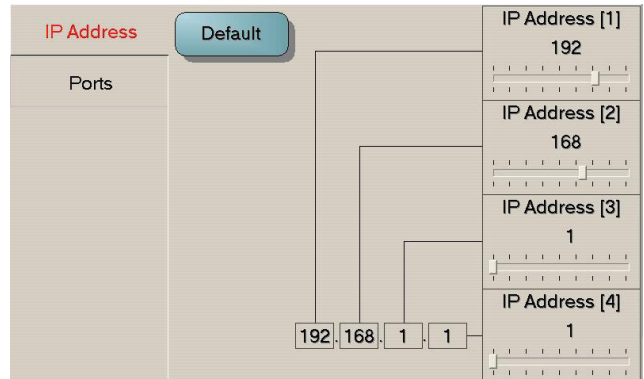 IP Address
Default
Ports
IP Address [1]
192
IP Address [2]
168
IP Address [3]
1
IP Address [4]
1
192.168.1.1